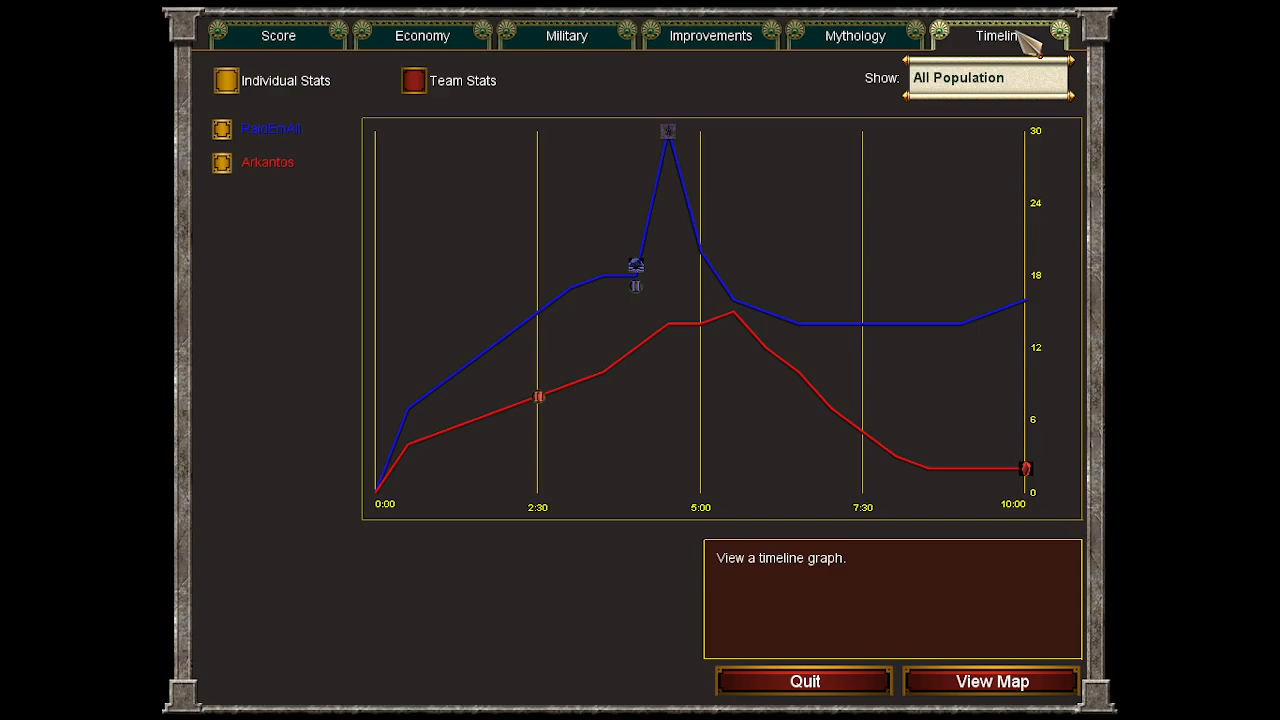 Score
Economy
Military
Improvements
Mythology
Timelin
Individual Stats
Team Stats
Show:
All Population
RaidEmAll
Arkantos
30
24
18
12
6
0
0:00
2:30
5:00
7:30
10:00
View a timeline graph.
Quit
View Map